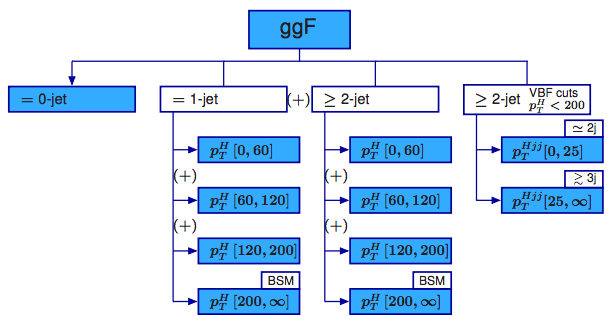 ggF
= 0-jet
= 1-jet
(+)
≥ 2-jet
≥ 2-jet VBF cuts p_T^H < 200
≃ 2j
p_T^H [0, 60]
p_T^H [0, 60]
p_T^{Hjj} [0, 25]
(+)
(+)
≳ 3j
p_T^H [60, 120]
p_T^H [60, 120]
p_T^{Hjj} [25, ∞]
(+)
(+)
p_T^H [120, 200]
p_T^H [120, 200]
BSM
BSM
p_T^H [200, ∞]
p_T^H [200, ∞]